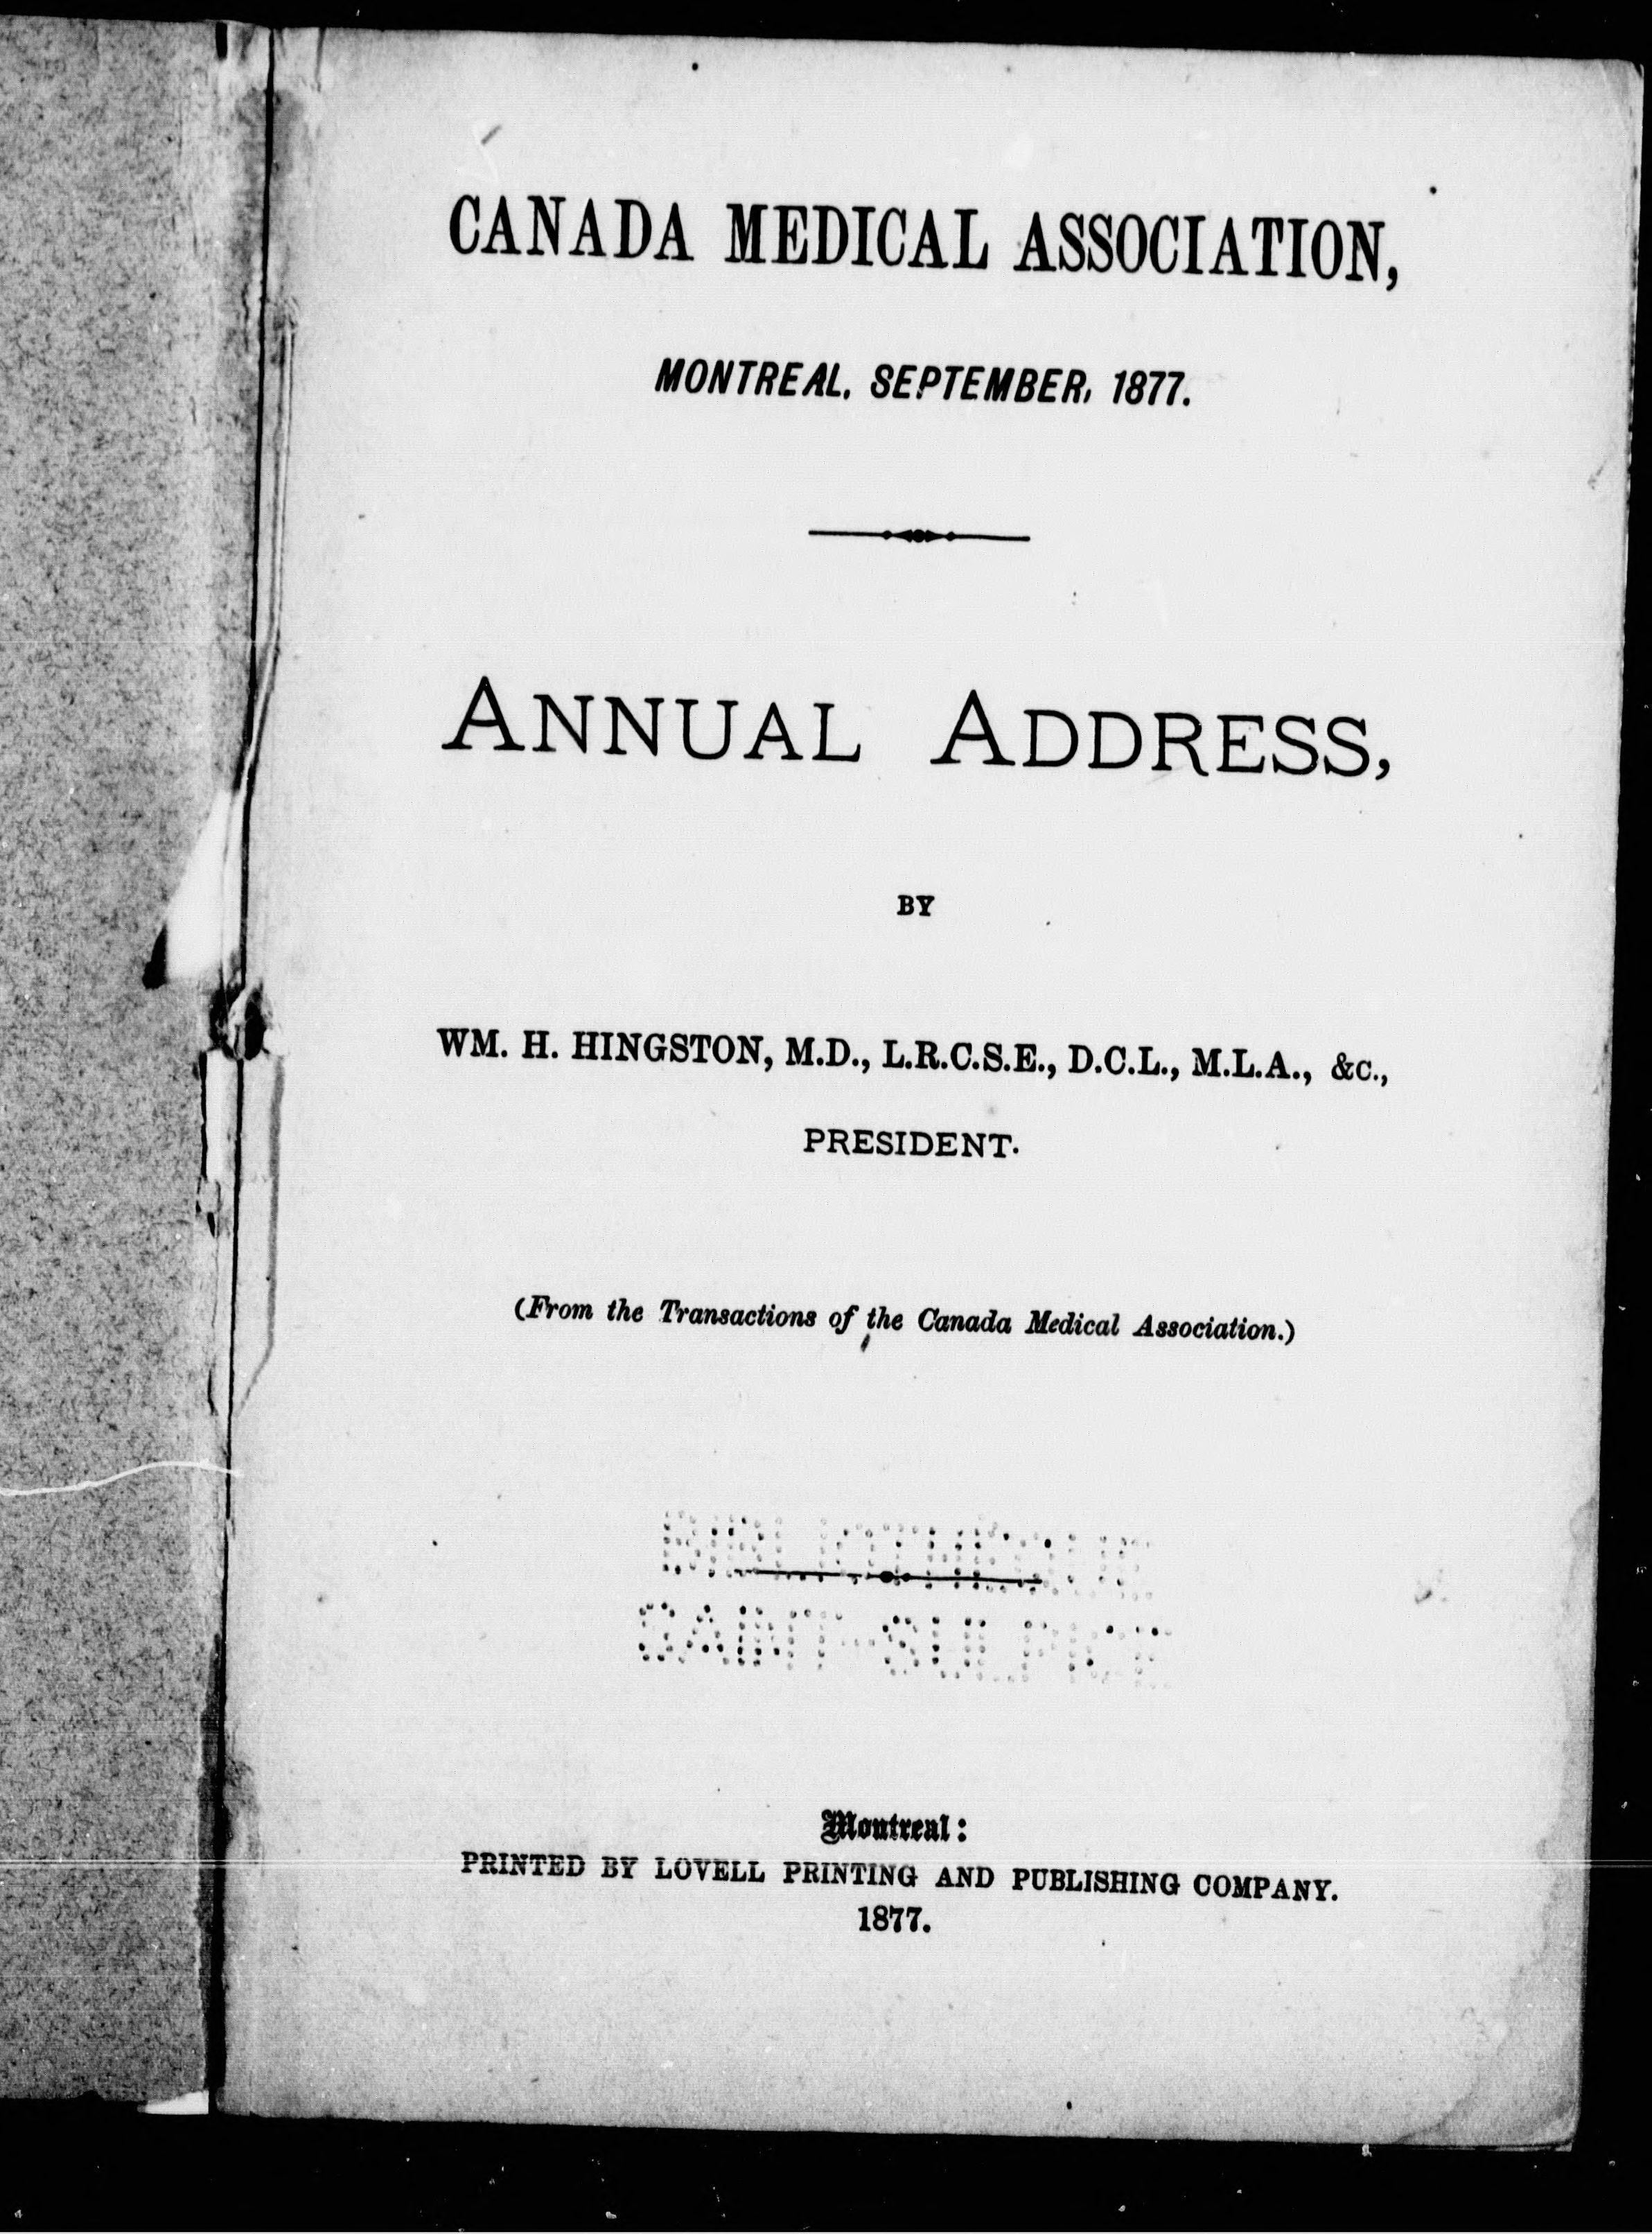 CANADA MEDICAL ASSOCIATION,
MONTREAL, SEPTEMBER, 1877.
ANNUAL ADDRESS,
BY
WM. H. HINGSTON, M.D., L.R.C.S.E., D.C.L., M.L.A., &c.,
PRESIDENT.
(From the Transactions of the Canada Medical Association.)
BIBLIOTHEQUE
SAINT-SULPICE
Montreal:
PRINTED BY LOVELL PRINTING AND PUBLISHING COMPANY.
1877.